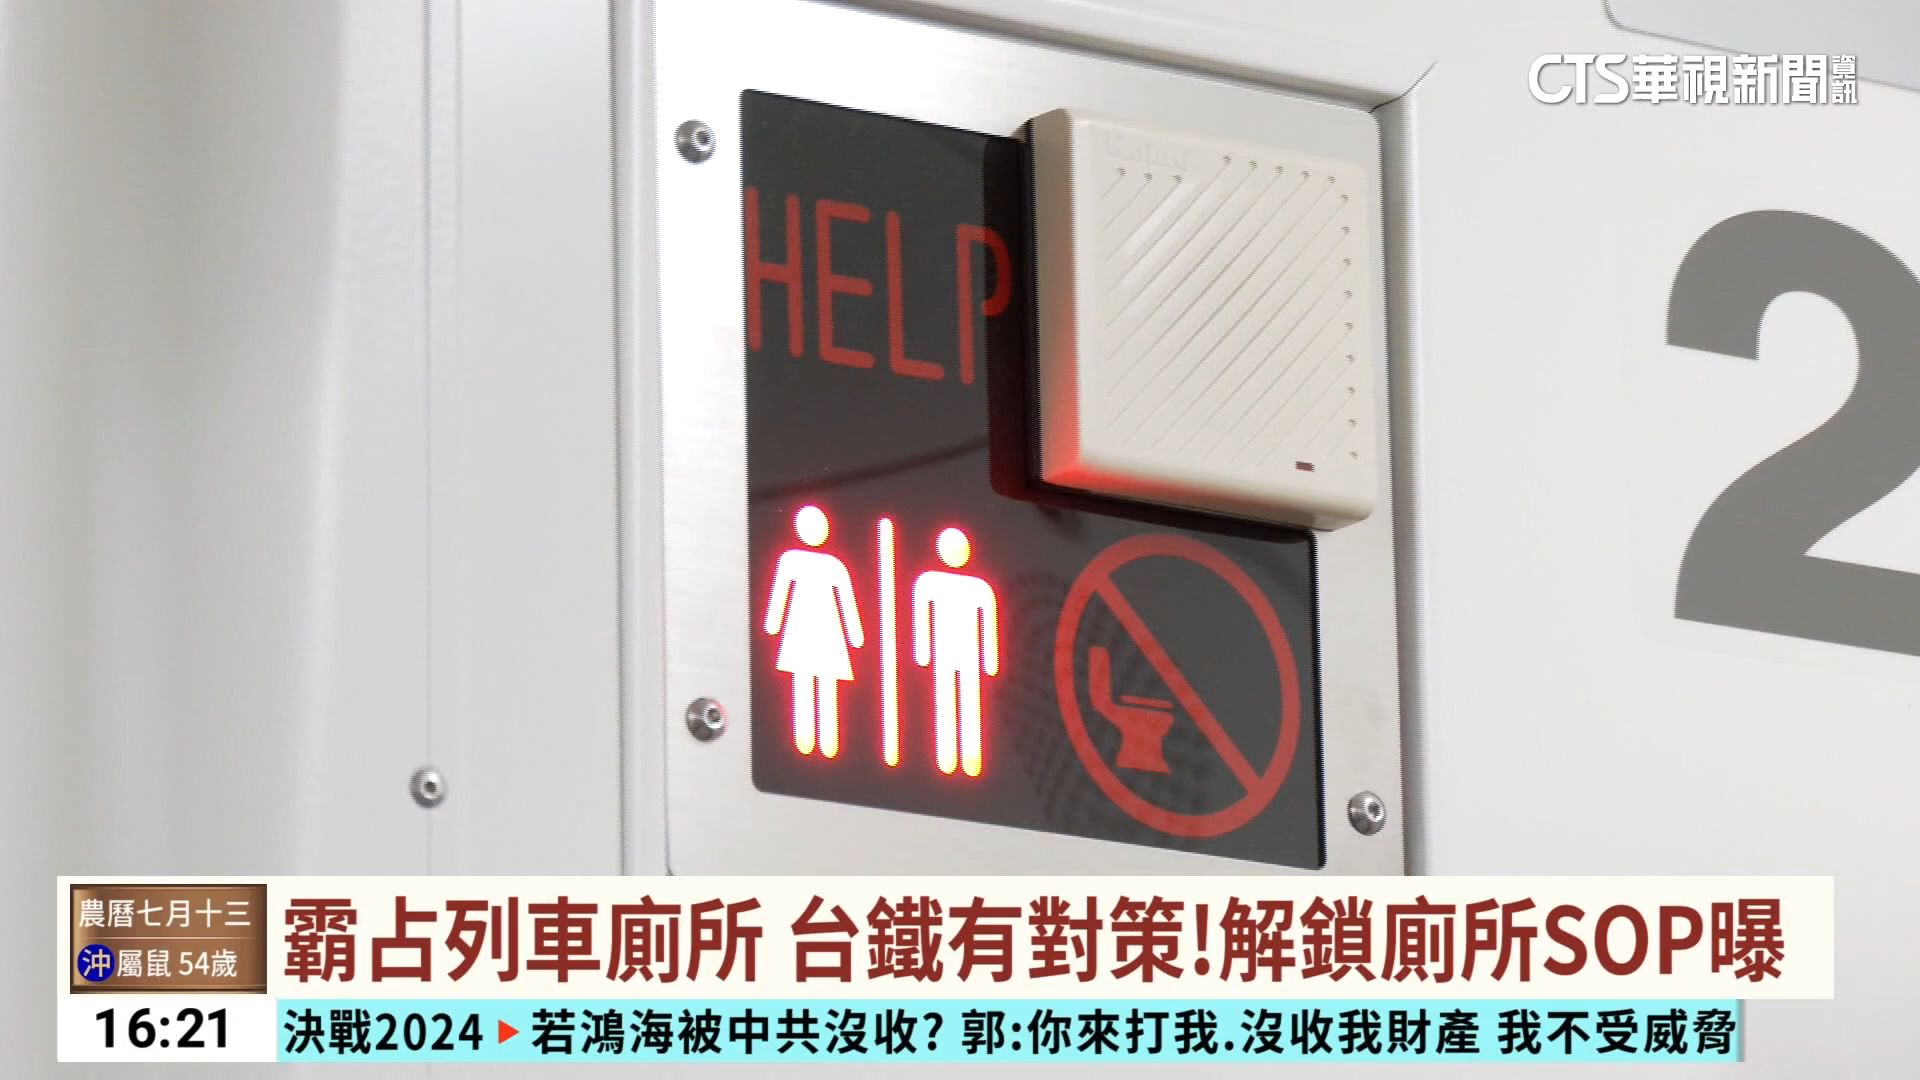 CTS華視新聞資訊
HELP
2
農曆七月十三
沖屬鼠 54歲
霸占列車廁所 台鐵有對策!解鎖廁所SOP曝
16:21
決戰2024▶若鴻海被中共沒收? 郭:你來打我.沒收我財產 我不受威脅